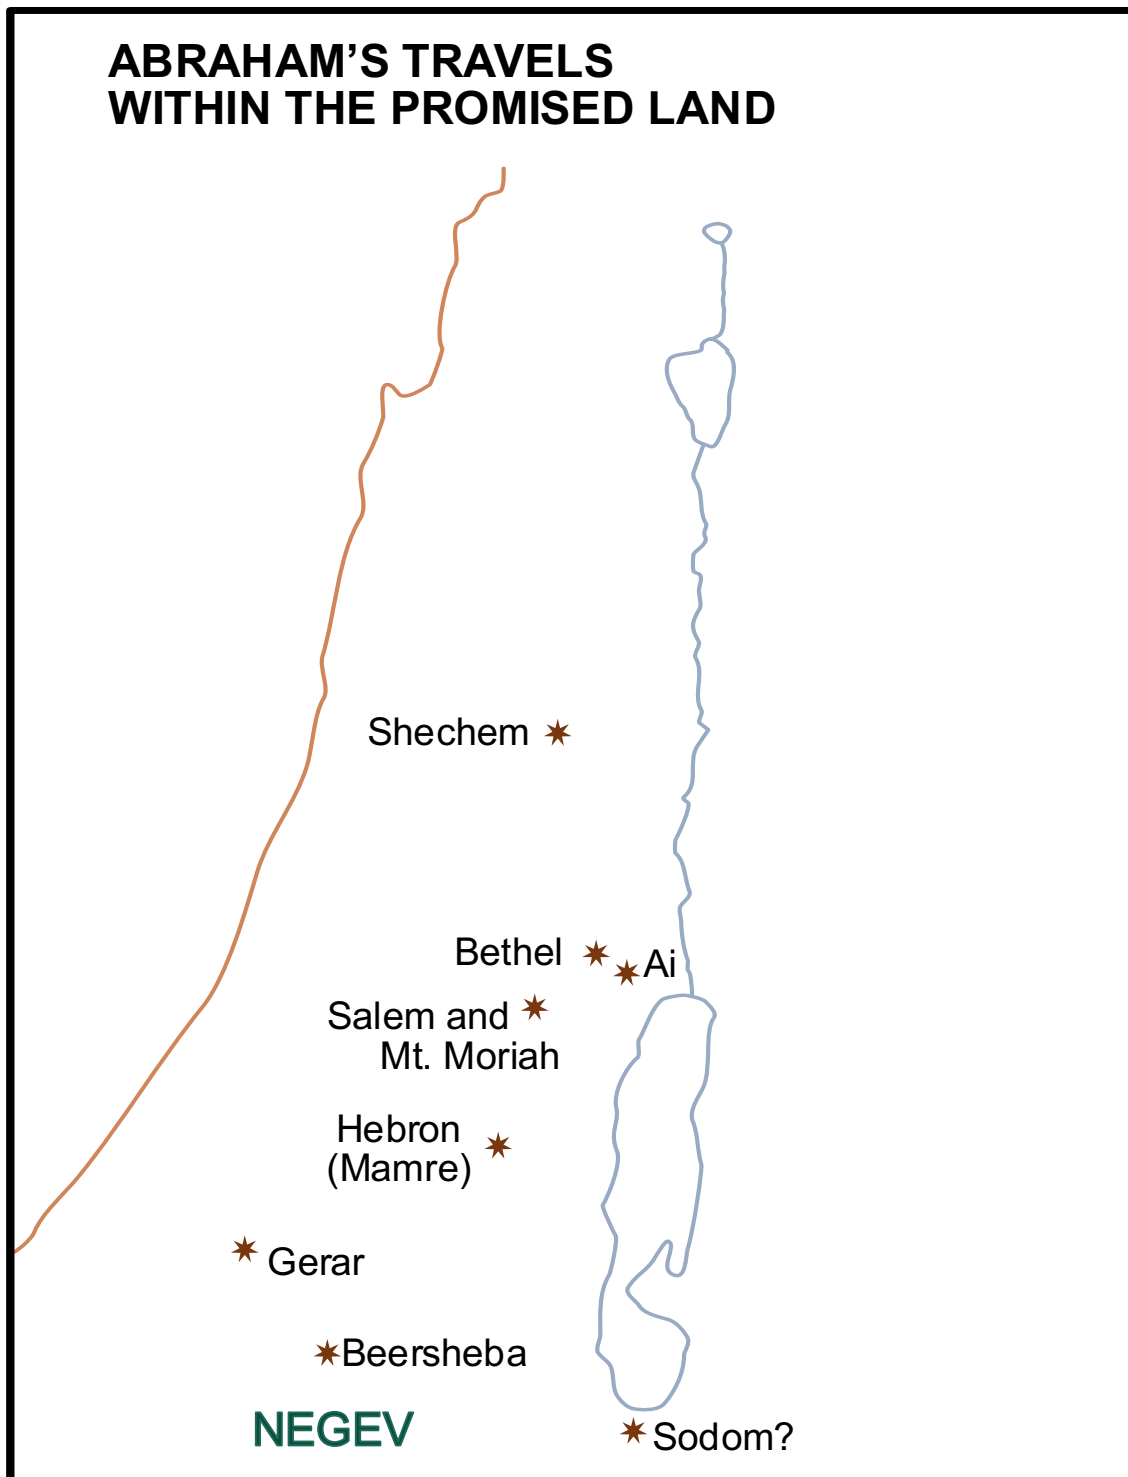 ABRAHAM’S TRAVELS
WITHIN THE PROMISED LAND
Shechem
Bethel
Ai
Salem and
Mt. Moriah
Hebron
(Mamre)
Gerar
Beersheba
NEGEV
Sodom?